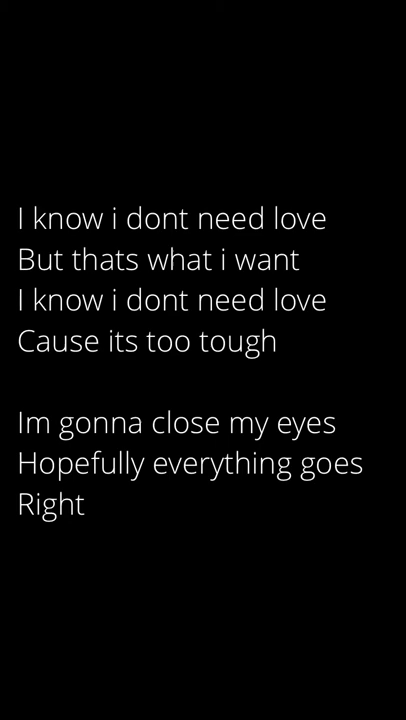 I know i dont need love
But thats what i want
I know i dont need love
Cause its too tough
Im gonna close my eyes
Hopefully everything goes
Right